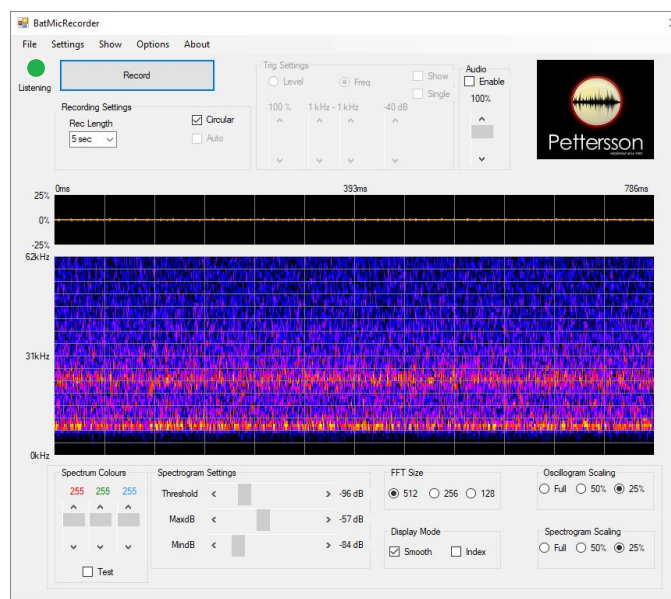 BatMicRecorder
File Settings Show Options About
Listening
Record
Recording Settings
Rec Length
5 sec
Circular
Auto
Trig Settings
Level Freq
Show
Single
100 % 1 kHz - 1 kHz -40 dB
Audio
Enable
100%
Pettersson
0ms 393ms 786ms
25%
0%
-25%
62kHz
31kHz
0kHz
Spectrum Colours
255 255 255
Test
Spectrogram Settings
Threshold -96 dB
MaxdB -57 dB
MindB -84 dB
FFT Size
512 256 128
Display Mode
Smooth Index
Oscillogram Scaling
Full 50% 25%
Spectrogram Scaling
Full 50% 25%